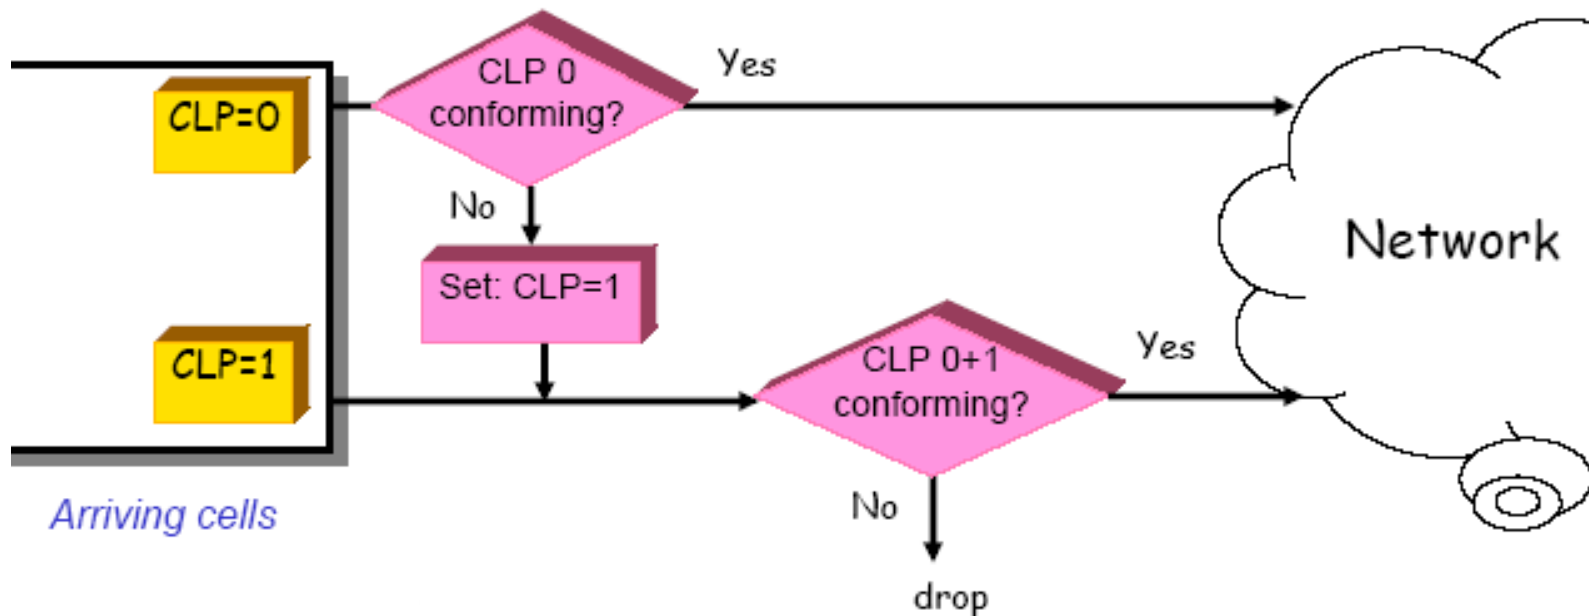 CLP=0
CLP 0
conforming?
Yes
No
Set: CLP=1
Network
CLP=1
CLP 0+1
conforming?
Yes
Arriving cells
No
drop